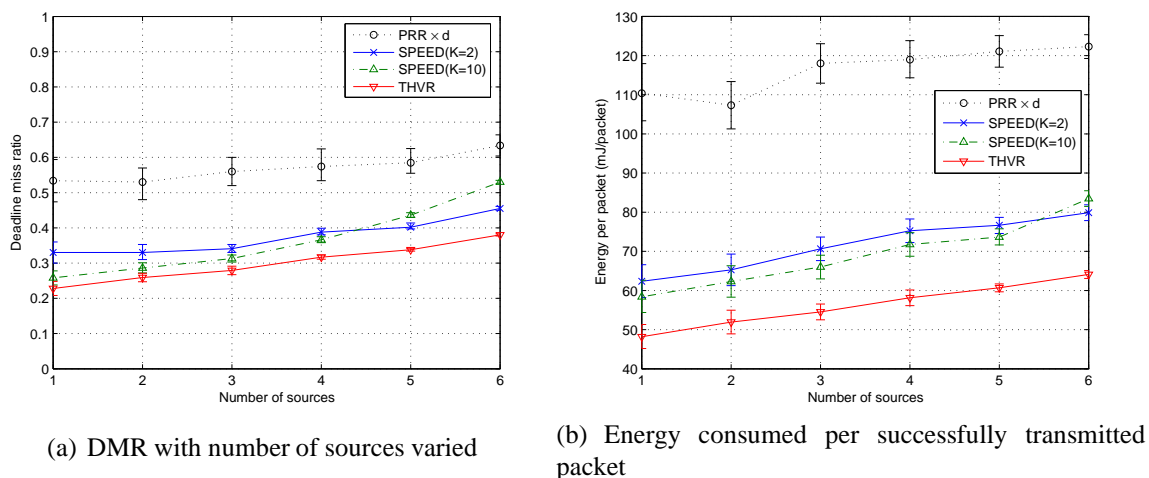 1
0.9
0.8
0.7
0.6
0.5
0.4
0.3
0.2
0.1
0
Deadline miss ratio
1 2 3 4 5 6
Number of sources
PRR × d
SPEED(K=2)
SPEED(K=10)
THVR
(a) DMR with number of sources varied
130
120
110
100
90
80
70
60
50
40
Energy per packet (mJ/packet)
1 2 3 4 5 6
Number of sources
PRR × d
SPEED(K=2)
SPEED(K=10)
THVR
(b) Energy consumed per successfully transmitted
packet